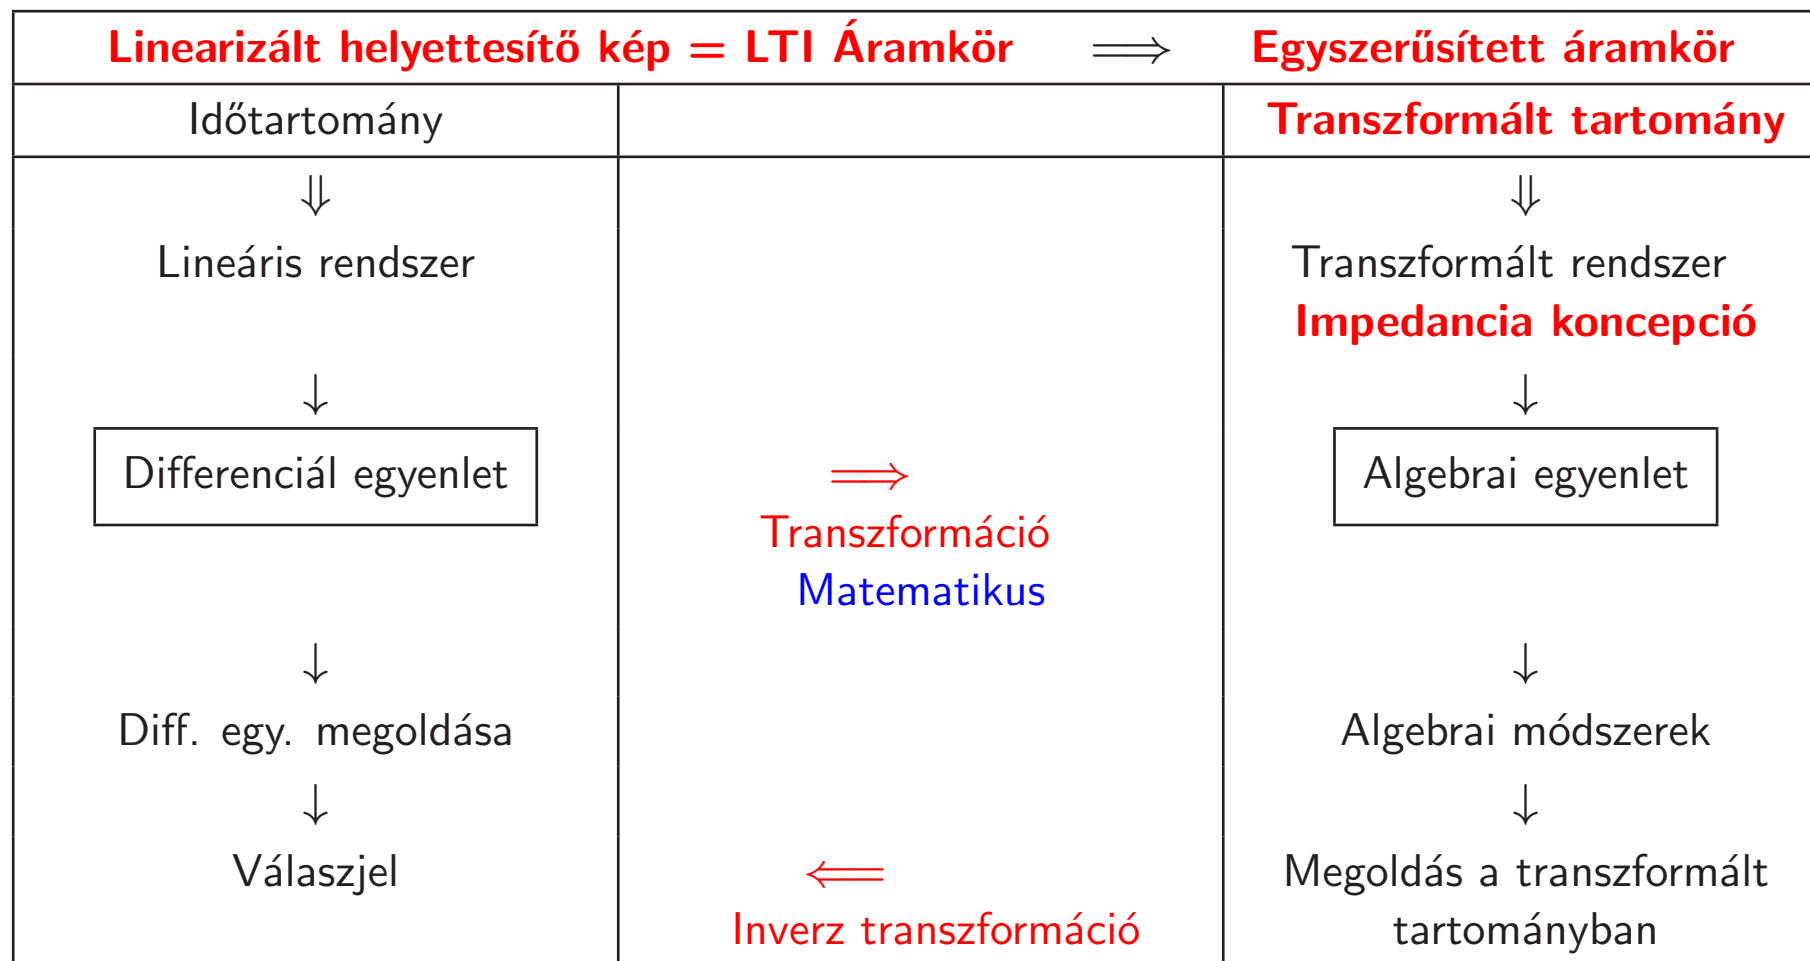 Linearizált helyettesítő kép = LTI Áramkör ⟹ Egyszerűsített áramkör
Időtartomány Transzformált tartomány
⇓ ⇓
Lineáris rendszer Transzformált rendszer
Impedancia koncepció
↓ ↓
Differenciál egyenlet ⟹ Algebrai egyenlet
Transzformáció
Matematikus
↓ ↓
Diff. egy. megoldása Algebrai módszerek
↓ ↓
Válaszjel ⟸ Megoldás a transzformált
Inverz transzformáció tartományban